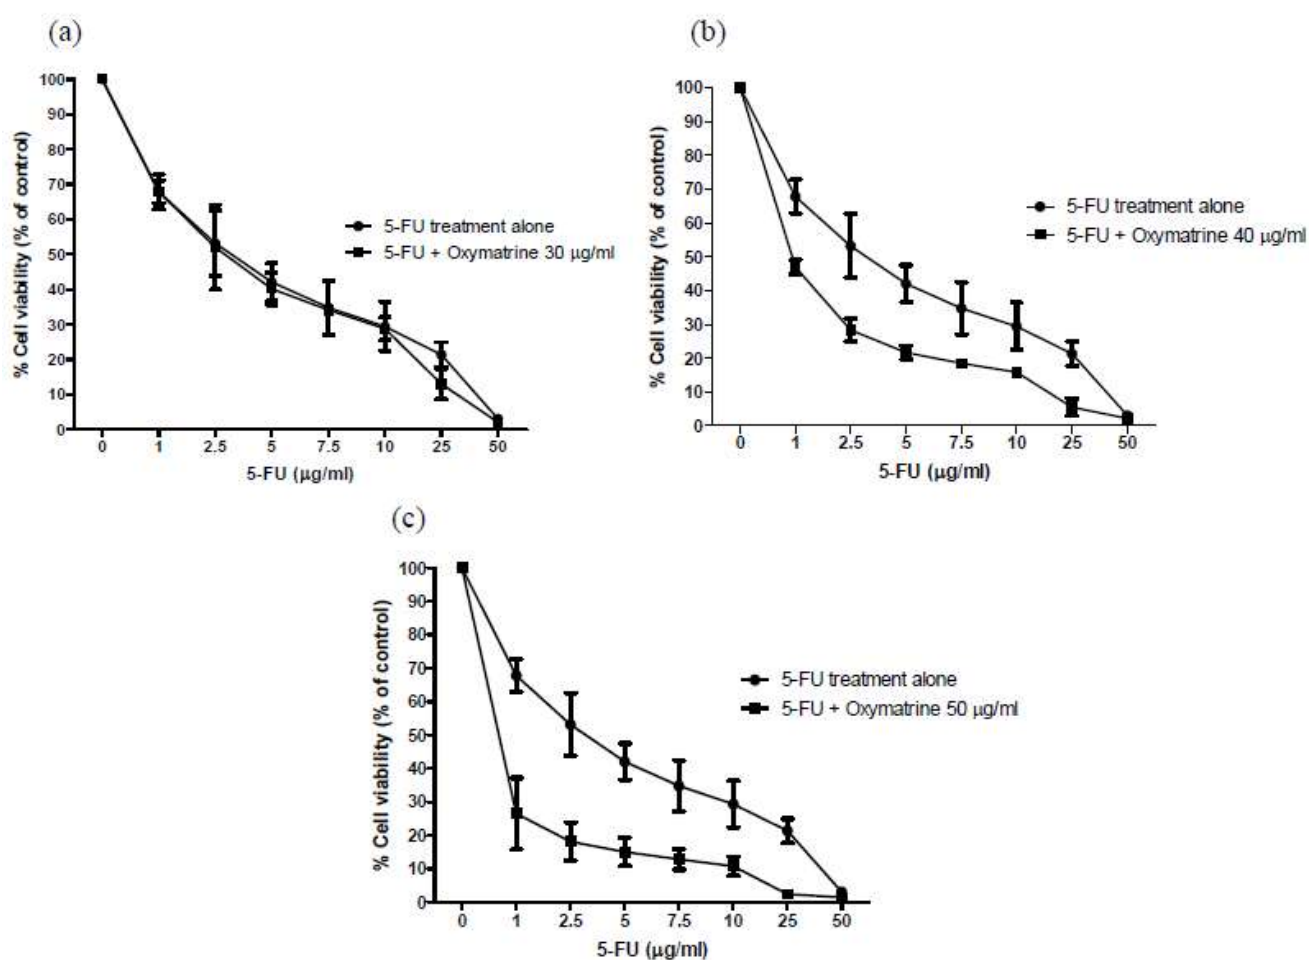 (a)
% Cell viability (% of control)
100
90
80
70
60
50
40
30
20
10
0
0 1 2.5 5 7.5 10 25 50
5-FU (µg/ml)
5-FU treatment alone
5-FU + Oxymatrine 30 µg/ml
(b)
% Cell viability (% of control)
100
90
80
70
60
50
40
30
20
10
0
0 1 2.5 5 7.5 10 25 50
5-FU (µg/ml)
5-FU treatment alone
5-FU + Oxymatrine 40 µg/ml
(c)
% Cell viability (% of control)
100
90
80
70
60
50
40
30
20
10
0
0 1 2.5 5 7.5 10 25 50
5-FU (µg/ml)
5-FU treatment alone
5-FU + Oxymatrine 50 µg/ml